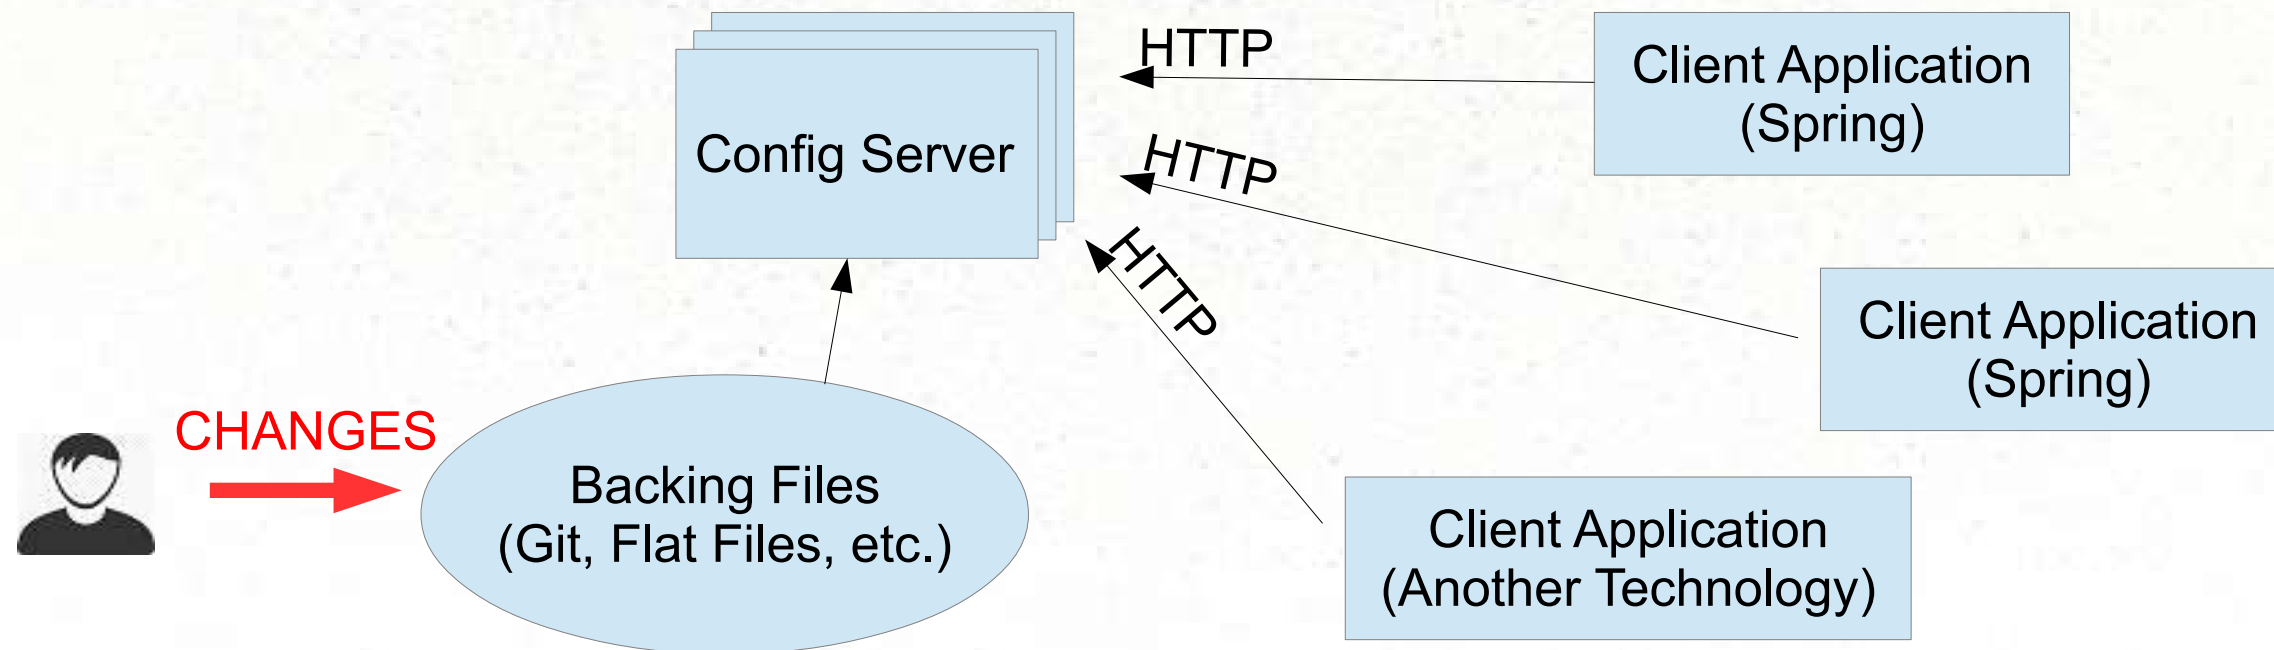 HTTP
Client Application
(Spring)
Config Server
HTTP
HTTP
Client Application
(Spring)
CHANGES
Backing Files
(Git, Flat Files, etc.)
Client Application
(Another Technology)